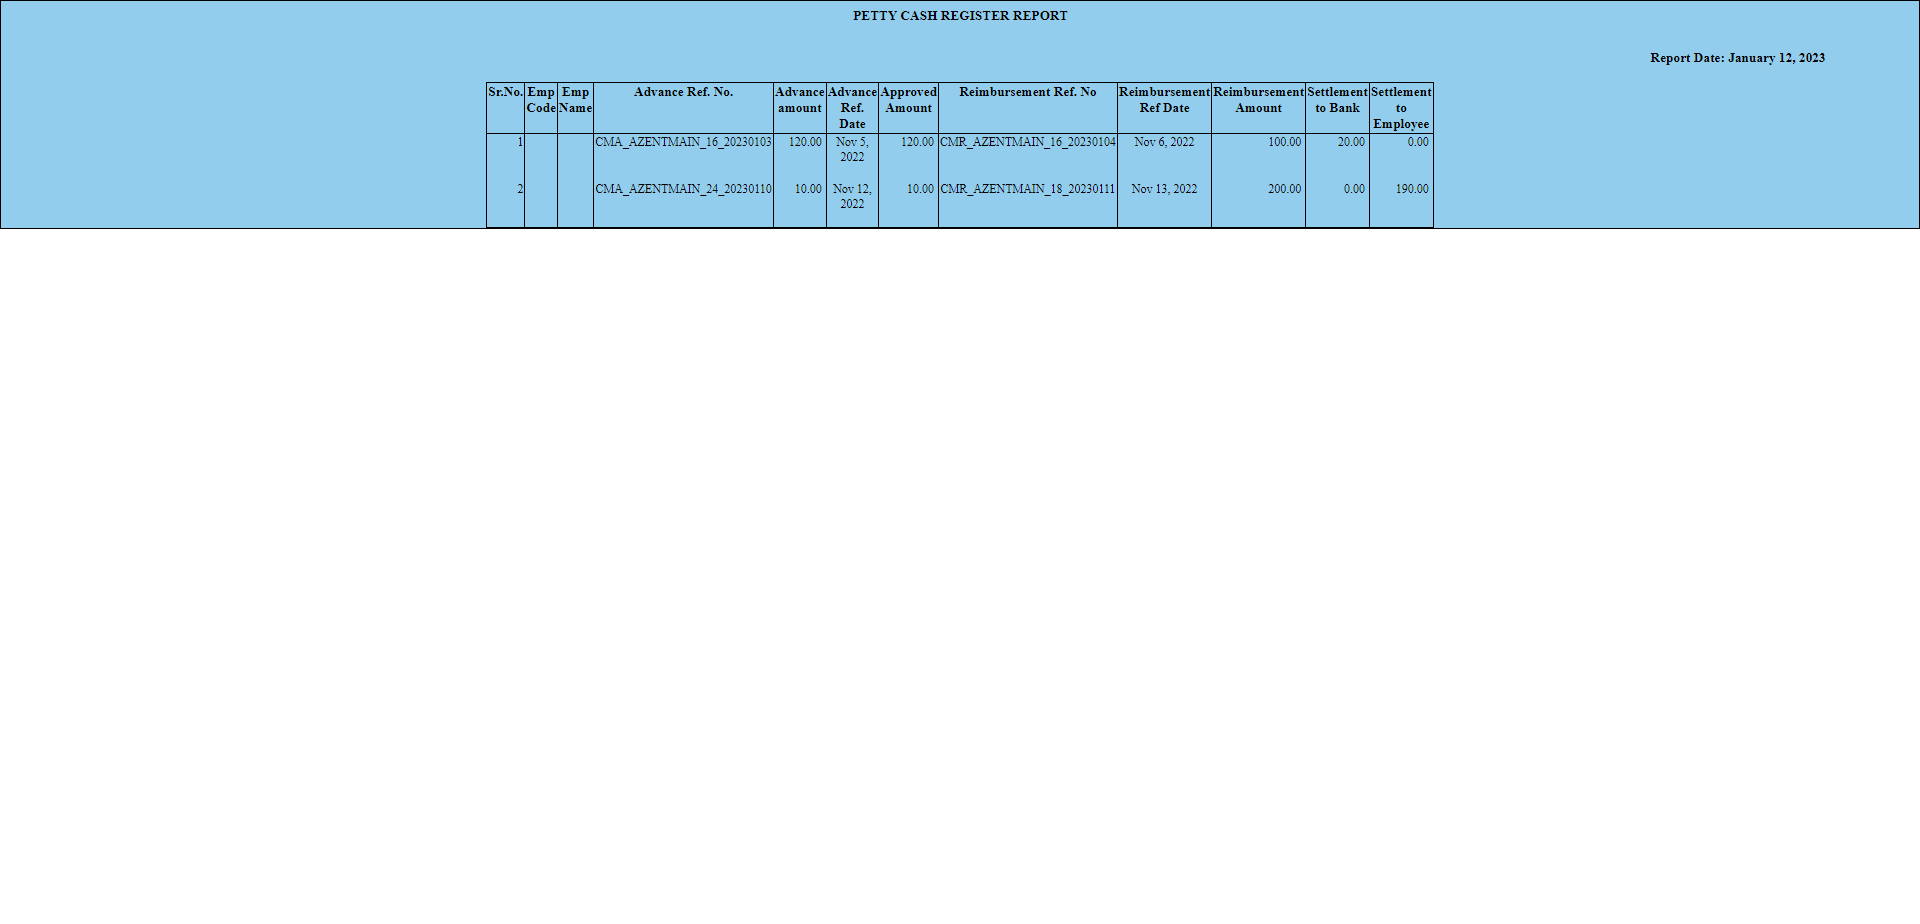 PETTY CASH REGISTER REPORT
Report Date: January 12, 2023
Sr.No. Emp Code Emp Name Advance Ref. No. Advance amount Advance Ref. Date Approved Amount Reimbursement Ref. No Reimbursement Ref Date Reimbursement Amount Settlement to Bank Settlement to Employee
1 CMA_AZENTMAIN_16_20230103 120.00 Nov 5, 2022 120.00 CMR_AZENTMAIN_16_20230104 Nov 6, 2022 100.00 20.00 0.00
2 CMA_AZENTMAIN_24_20230110 10.00 Nov 12, 2022 10.00 CMR_AZENTMAIN_18_20230111 Nov 13, 2022 200.00 0.00 190.00